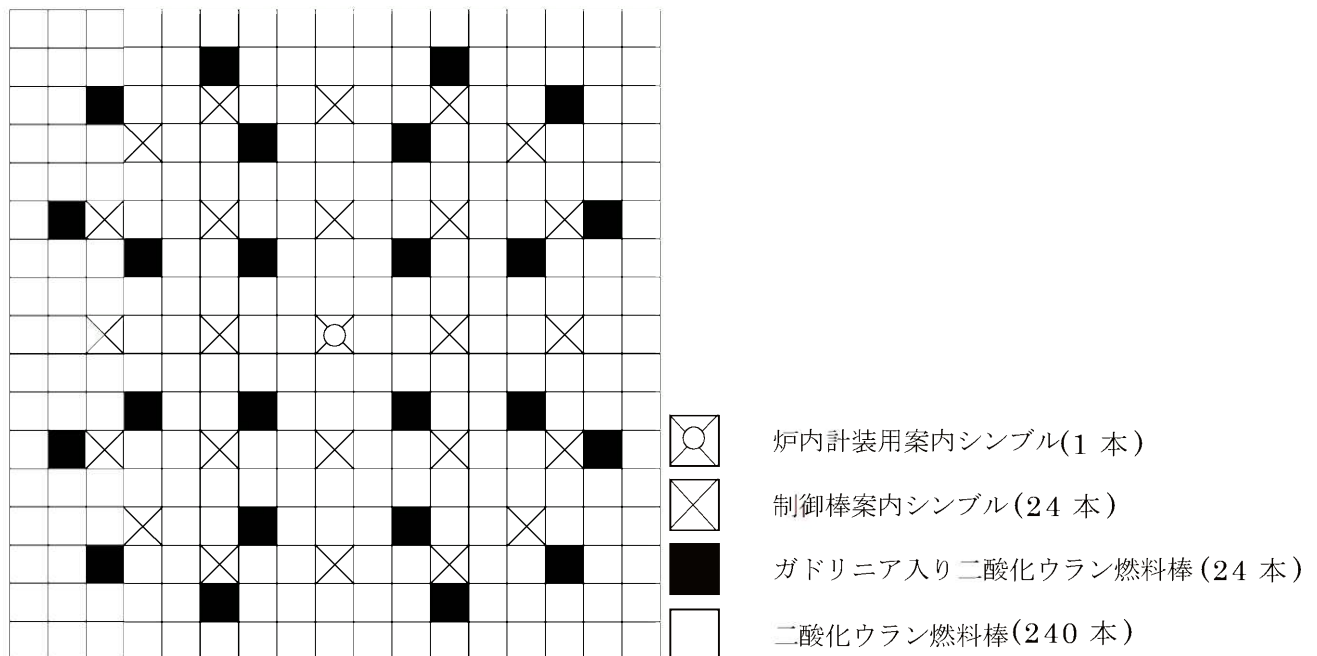 炉内計装用案内シンブル(1 本)
制御棒案内シンブル(24 本)
ガドリニア入り二酸化ウラン燃料棒(24 本)
二酸化ウラン燃料棒(240 本)